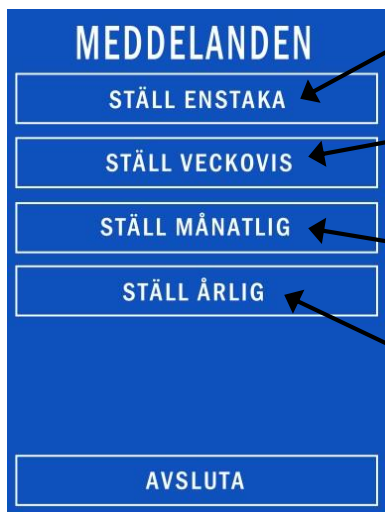 MEDDELANDEN
STÄLL ENSTAKA
STÄLL VECKOVIS
STÄLL MÅNATLIG
STÄLL ÅRLIG
AVSLUTA